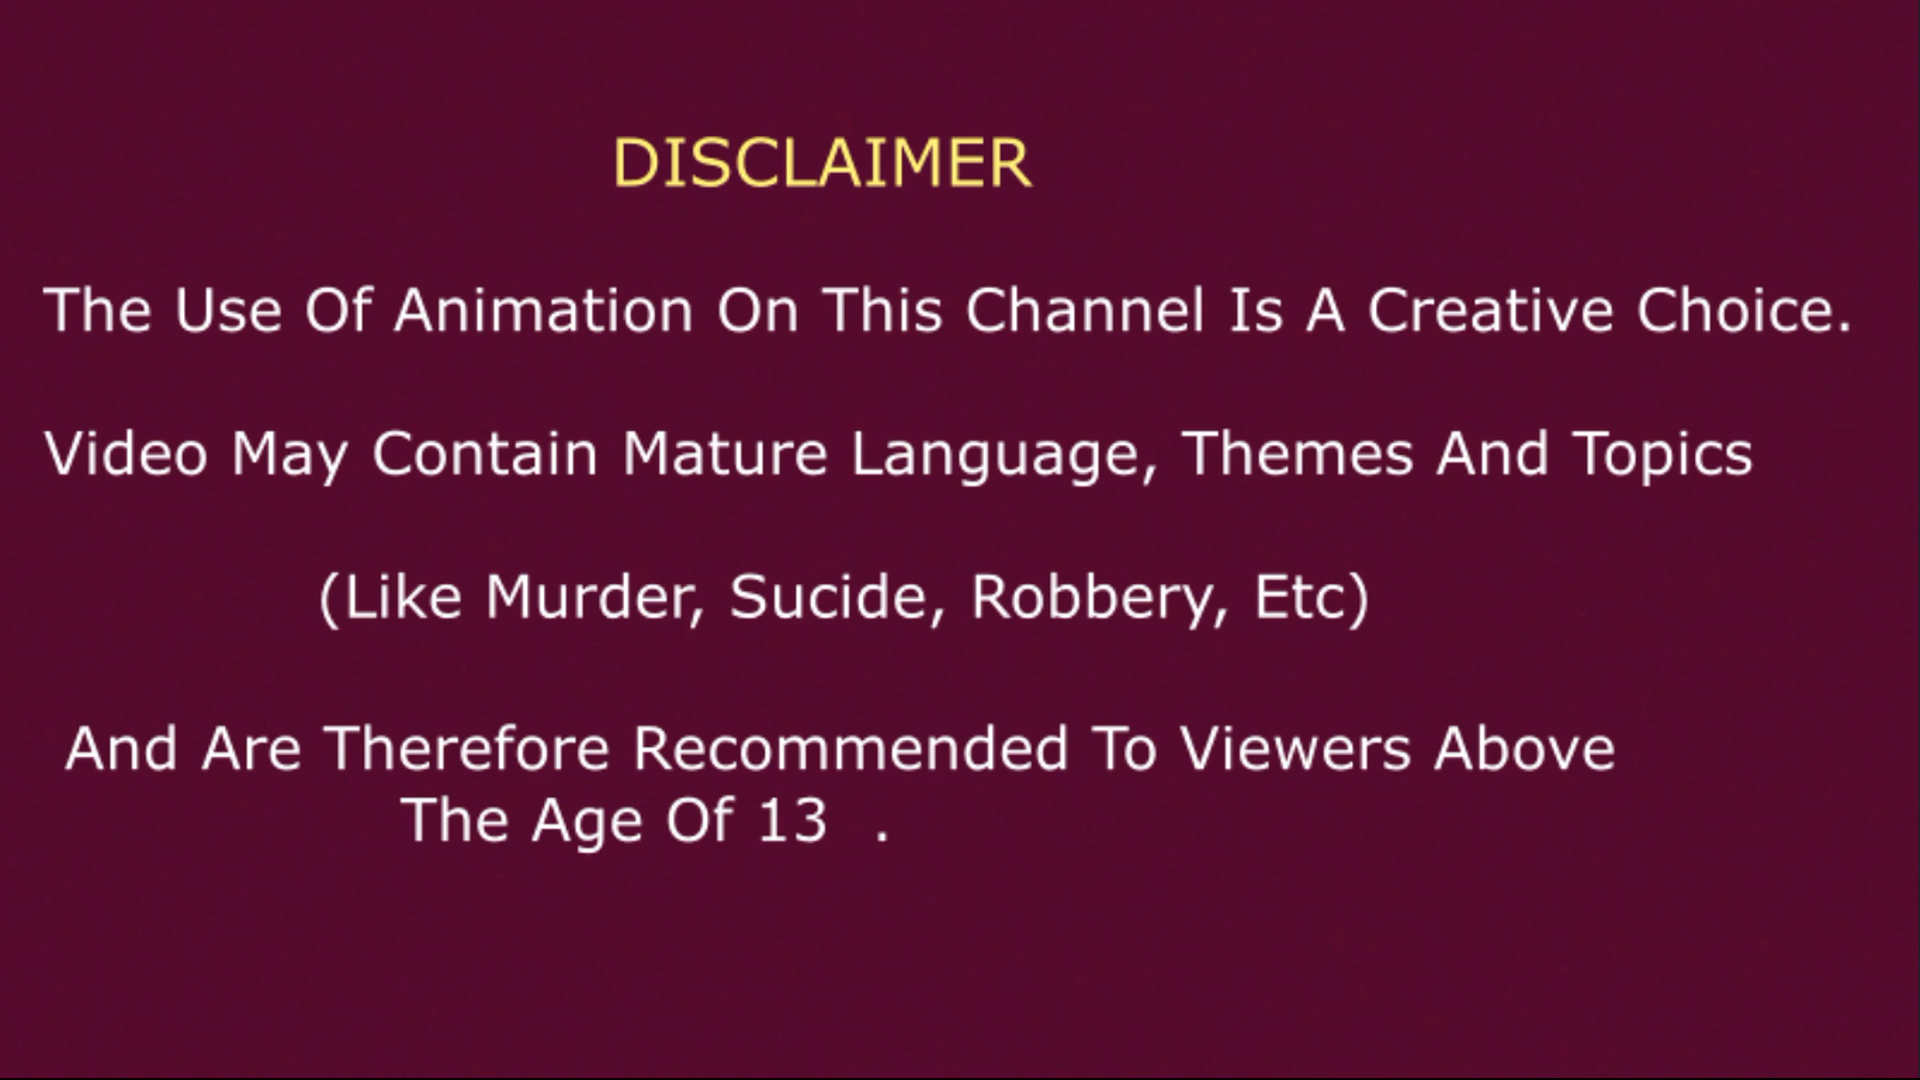 DISCLAIMER
The Use Of Animation On This Channel Is A Creative Choice.
Video May Contain Mature Language, Themes And Topics
(Like Murder, Sucide, Robbery, Etc)
And Are Therefore Recommended To Viewers Above
The Age Of 13  .